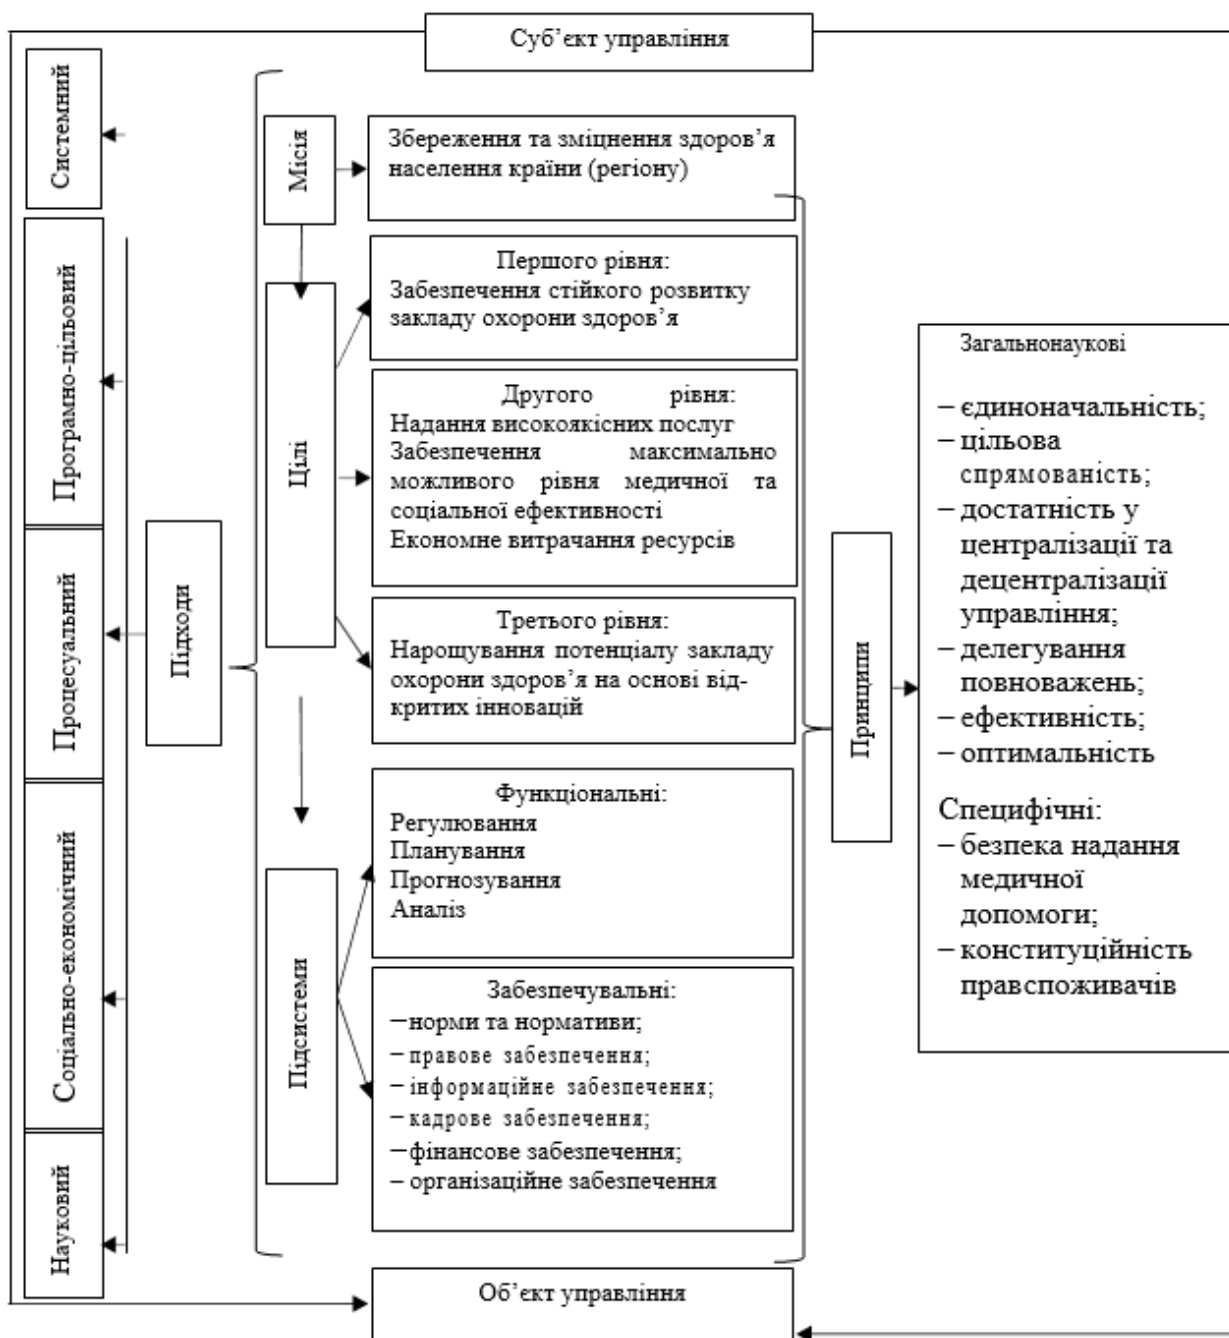 Суб’єкт управління
Системний
Програмно-цільовий
Процесуальний
Соціально-економічний
Науковий
Підходи
Місія
Збереження та зміцнення здоров’я
населення країни (регіону)
Цілі
Першого рівня:
Забезпечення стійкого розвитку
закладу охорони здоров’я
Другого рівня:
Надання високоякісних послуг
Забезпечення максимально
можливого рівня медичної та
соціальної ефективності
Економне витрачання ресурсів
Третього рівня:
Нарощування потенціалу закладу
охорони здоров’я на основі від-
критих інновацій
Підсистеми
Функціональні:
Регулювання
Планування
Прогнозування
Аналіз
Забезпечувальні:
– норми та нормативи;
– правове забезпечення;
– інформаційне забезпечення;
– кадрове забезпечення;
– фінансове забезпечення;
– організаційне забезпечення
Принципи
Загальнонаукові
– єдиноначальність;
– цільова
спрямованість;
– достатність у
централізації та
децентралізації
управління;
– делегування
повноважень;
– ефективність;
– оптимальність
Специфічні:
– безпека надання
медичної
допомоги;
– конституційність
правспоживачів
Об’єкт управління